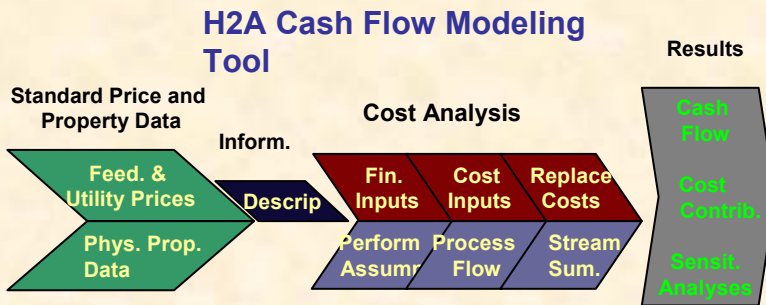 H2A Cash Flow Modeling
Tool
Results
Standard Price and
Property Data
Inform.
Cost Analysis
Feed. &
Utility Prices
Phys. Prop.
Data
Descrip
Fin.
Inputs
Cost
Inputs
Replace
Costs
Perform
Assumr
Process
Flow
Stream
Sum.
Cash
Flow
Cost
Contrib.
Sensit.
Analyses